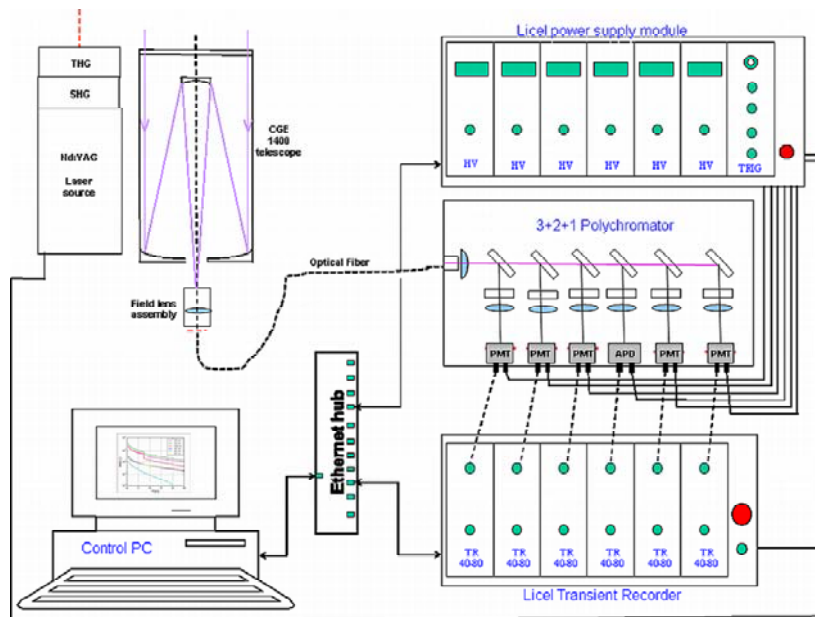 Licel power supply module
THG
SHG
Nd:YAG
Laser
source
CGE
1400
telescope
HV
HV
HV
HV
HV
HV
TRIG
3+2+1 Polychromator
Optical Fiber
Field lens
assembly
PMT
PMT
PMT
APD
PMT
PMT
Ethernet hub
Control PC
TR
40-80
TR
40-80
TR
40-80
TR
40-80
TR
40-80
TR
40-80
Licel Transient Recorder